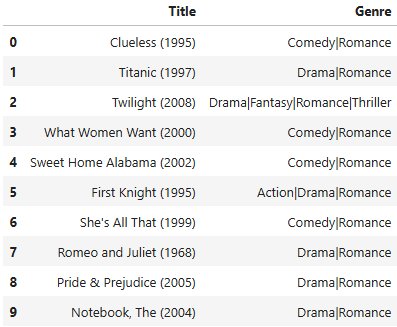 Title Genre
0 Clueless (1995) Comedy|Romance
1 Titanic (1997) Drama|Romance
2 Twilight (2008) Drama|Fantasy|Romance|Thriller
3 What Women Want (2000) Comedy|Romance
4 Sweet Home Alabama (2002) Comedy|Romance
5 First Knight (1995) Action|Drama|Romance
6 She's All That (1999) Comedy|Romance
7 Romeo and Juliet (1968) Drama|Romance
8 Pride & Prejudice (2005) Drama|Romance
9 Notebook, The (2004) Drama|Romance